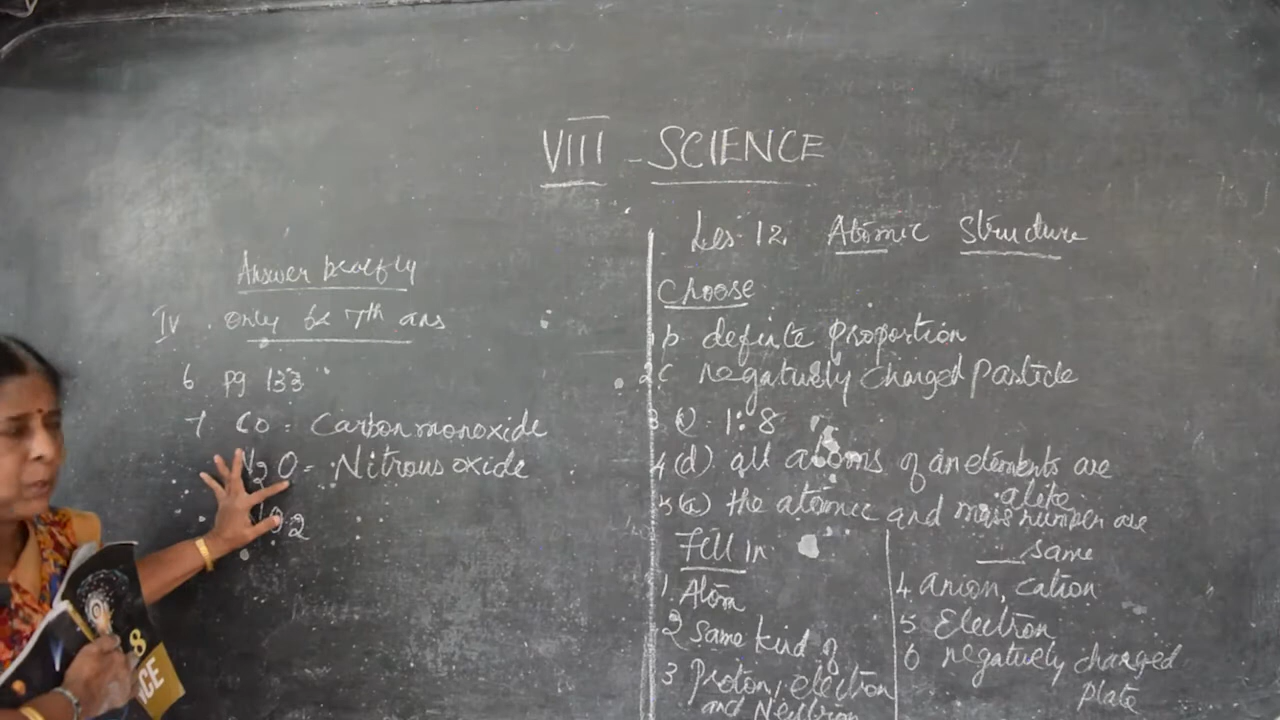 VIII - SCIENCE
Answer briefly
IV . only 6 & 7th ans
6 pg 133
7 CO = Carbon monoxide
N2O = Nitrous oxide
O2
Les-12. Atomic Structure
Choose
1 b definite proportion
2 c negatively charged particle
3 1:8
4 (d) all atoms of an elements are
alike
5 (a) the atomic and mass number are
same
Fill in
1. Atom
2 same kind of
3 Proton, electron
and Neutron
4 anion, cation
5 Electron
6 negatively charged
plate
8
NCE